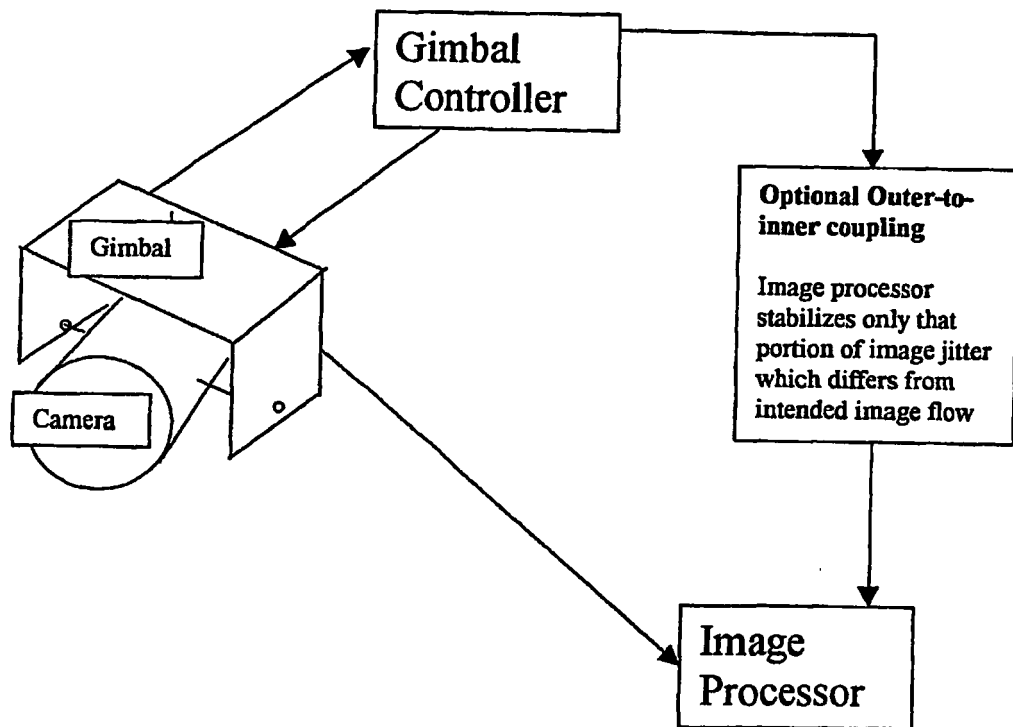 Gimbal
Controller
Gimbal
Camera
Optional Outer-to-
inner coupling
Image processor
stabilizes only that
portion of image jitter
which differs from
intended image flow
Image
Processor